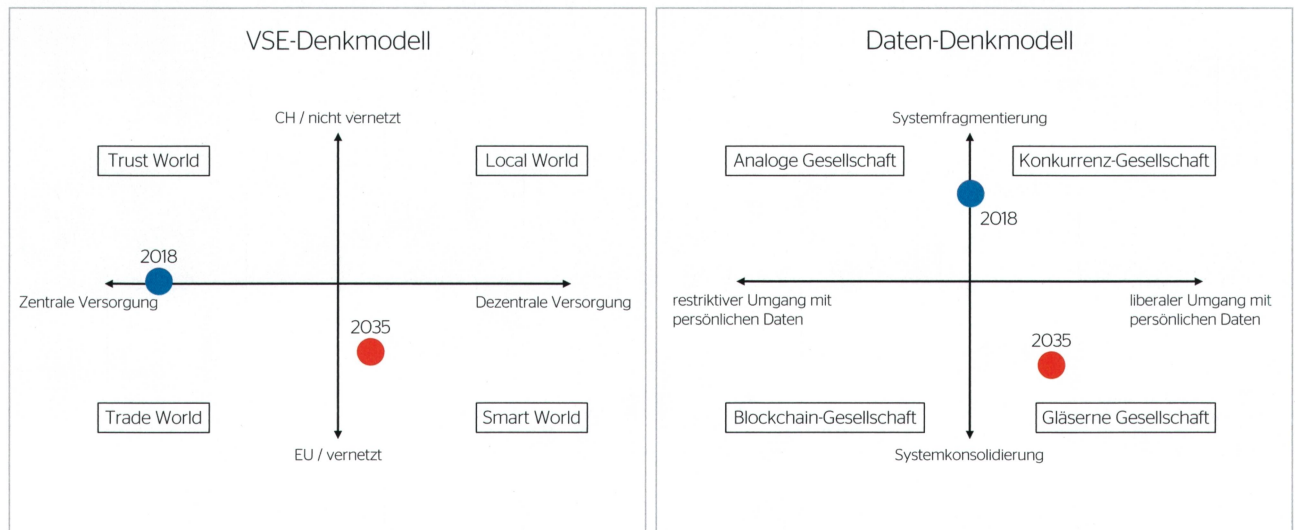 VSE-Denkmodell
CH / nicht vernetzt
Trust World
Local World
2018
Zentrale Versorgung
Dezentrale Versorgung
2035
Trade World
Smart World
EU / vernetzt
Daten-Denkmodell
Systemfragmentierung
Analoge Gesellschaft
Konkurrenz-Gesellschaft
2018
restriktiver Umgang mit
persönlichen Daten
liberaler Umgang mit
persönlichen Daten
2035
Blockchain-Gesellschaft
Gläserne Gesellschaft
Systemkonsolidierung